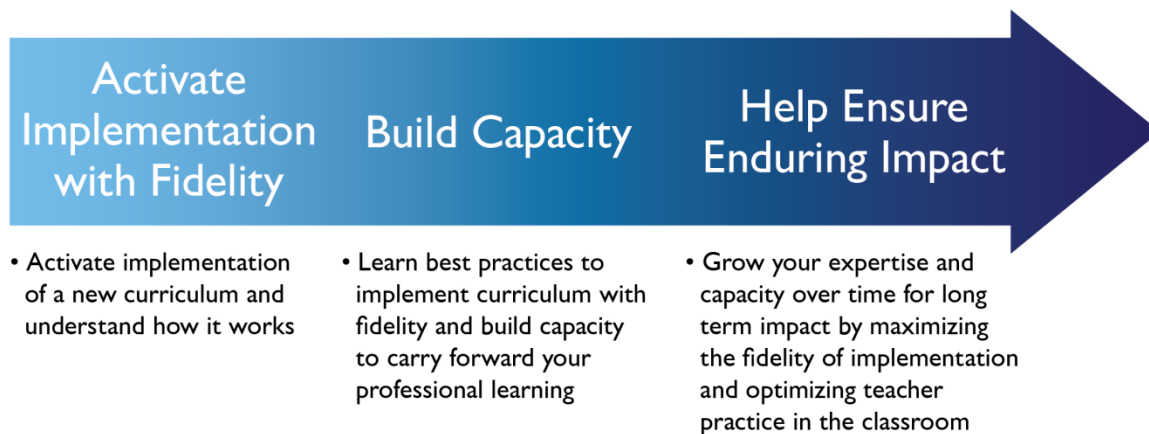 Activate
Implementation
with Fidelity
Build Capacity
Help Ensure
Enduring Impact
• Activate implementation
of a new curriculum and
understand how it works
• Learn best practices to
implement curriculum with
fidelity and build capacity
to carry forward your
professional learning
• Grow your expertise and
capacity over time for long
term impact by maximizing
the fidelity of implementation
and optimizing teacher
practice in the classroom